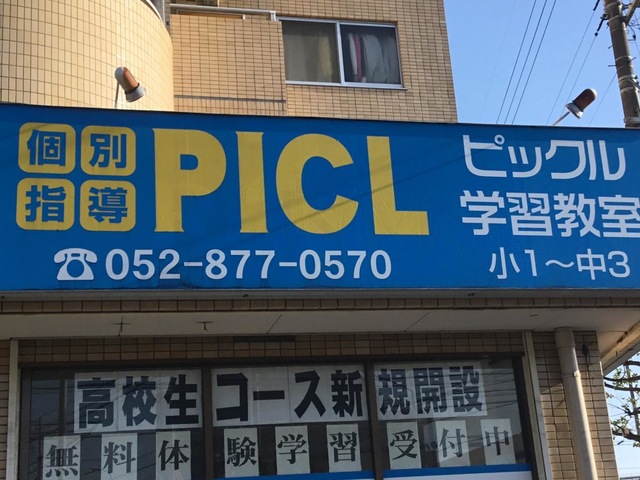 個別
指導
PICL
ピックル
学習教室
☎052-877-0570
小1～中3
高校生コース新規開設
無料体験学習受付中